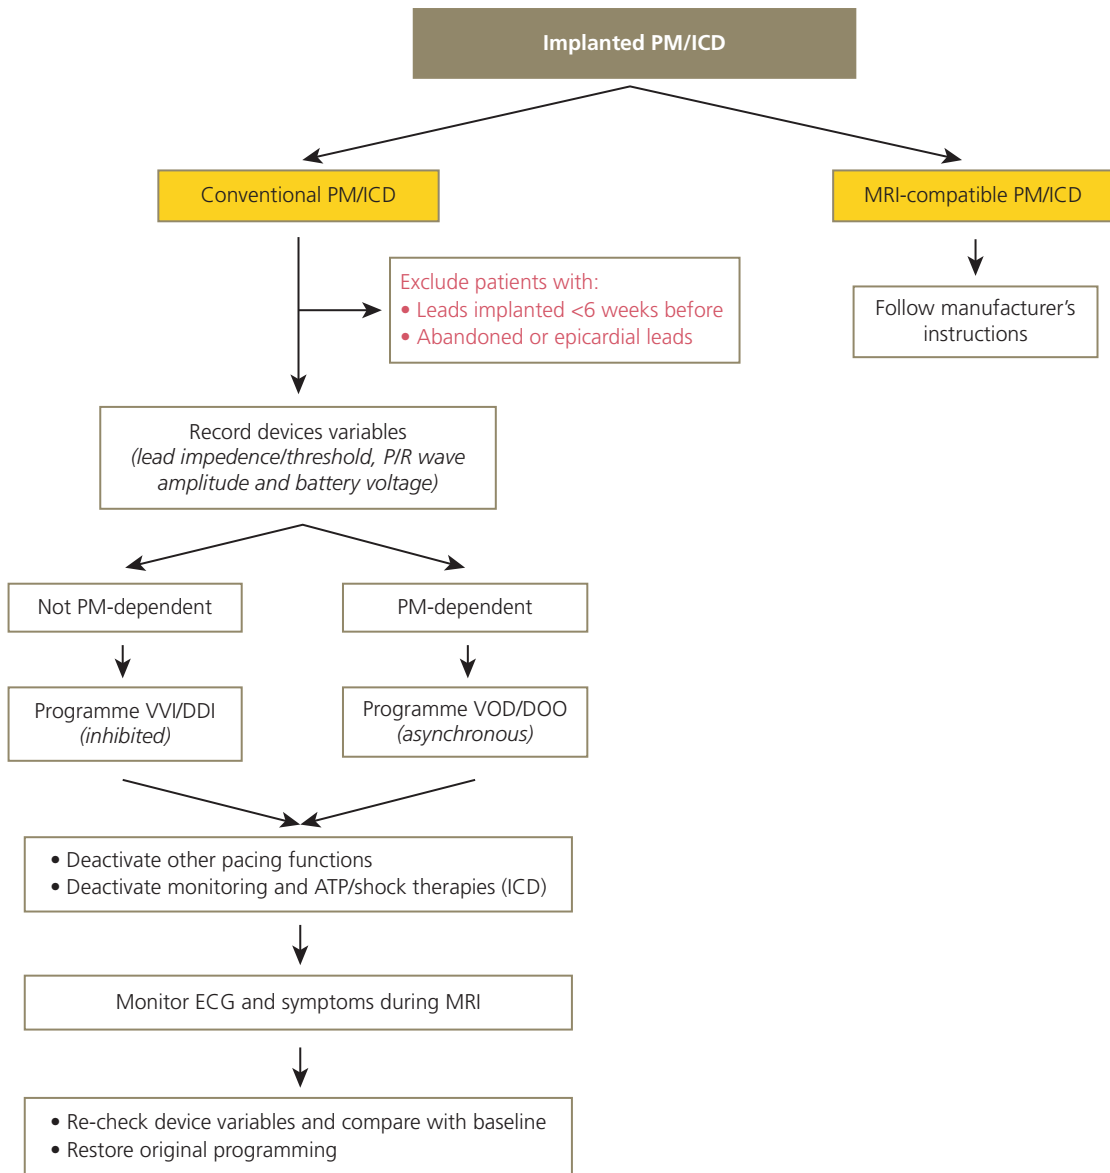 Implanted PM/ICD
Conventional PM/ICD
MRI-compatible PM/ICD
Exclude patients with:
• Leads implanted <6 weeks before
• Abandoned or epicardial leads
Follow manufacturer's
instructions
Record devices variables
(lead impedence/threshold, P/R wave
amplitude and battery voltage)
Not PM-dependent
PM-dependent
Programme VVI/DDI
(inhibited)
Programme VOD/DOO
(asynchronous)
• Deactivate other pacing functions
• Deactivate monitoring and ATP/shock therapies (ICD)
Monitor ECG and symptoms during MRI
• Re-check device variables and compare with baseline
• Restore original programming